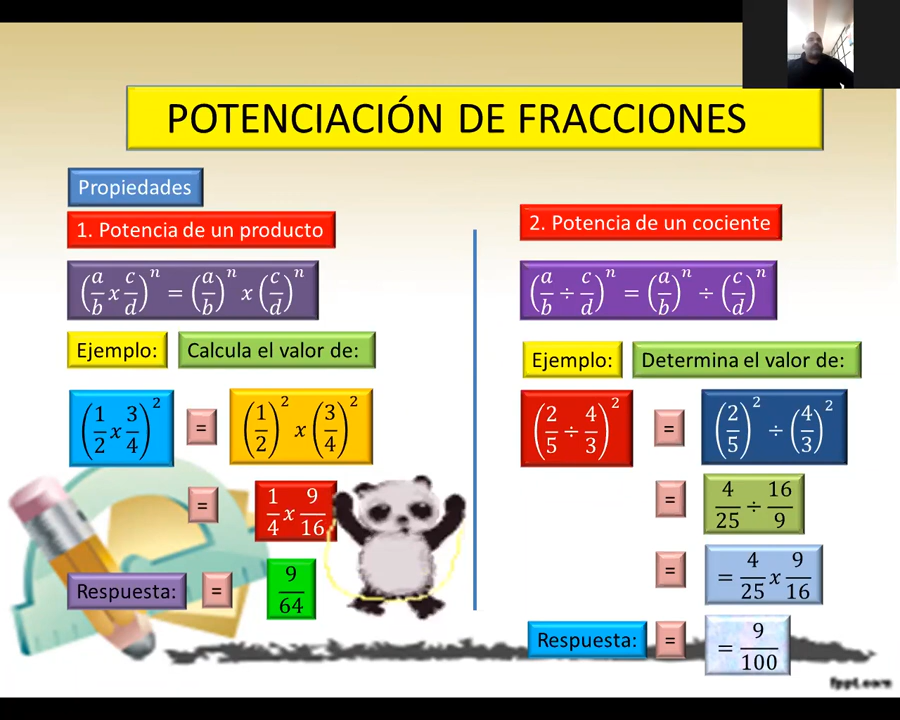 POTENCIACIÓN DE FRACCIONES
Propiedades
1. Potencia de un producto
(a/b x c/d)^n = (a/b)^n x (c/d)^n
Ejemplo: Calcula el valor de:
(1/2 x 3/4)^2 = (1/2)^2 x (3/4)^2
= 1/4 x 9/16
Respuesta: = 9/64
2. Potencia de un cociente
(a/b ÷ c/d)^n = (a/b)^n ÷ (c/d)^n
Ejemplo: Determina el valor de:
(2/5 ÷ 4/3)^2 = (2/5)^2 ÷ (4/3)^2
= 4/25 ÷ 16/9
= = 4/25 x 9/16
Respuesta: = = 9/100
fppt.com